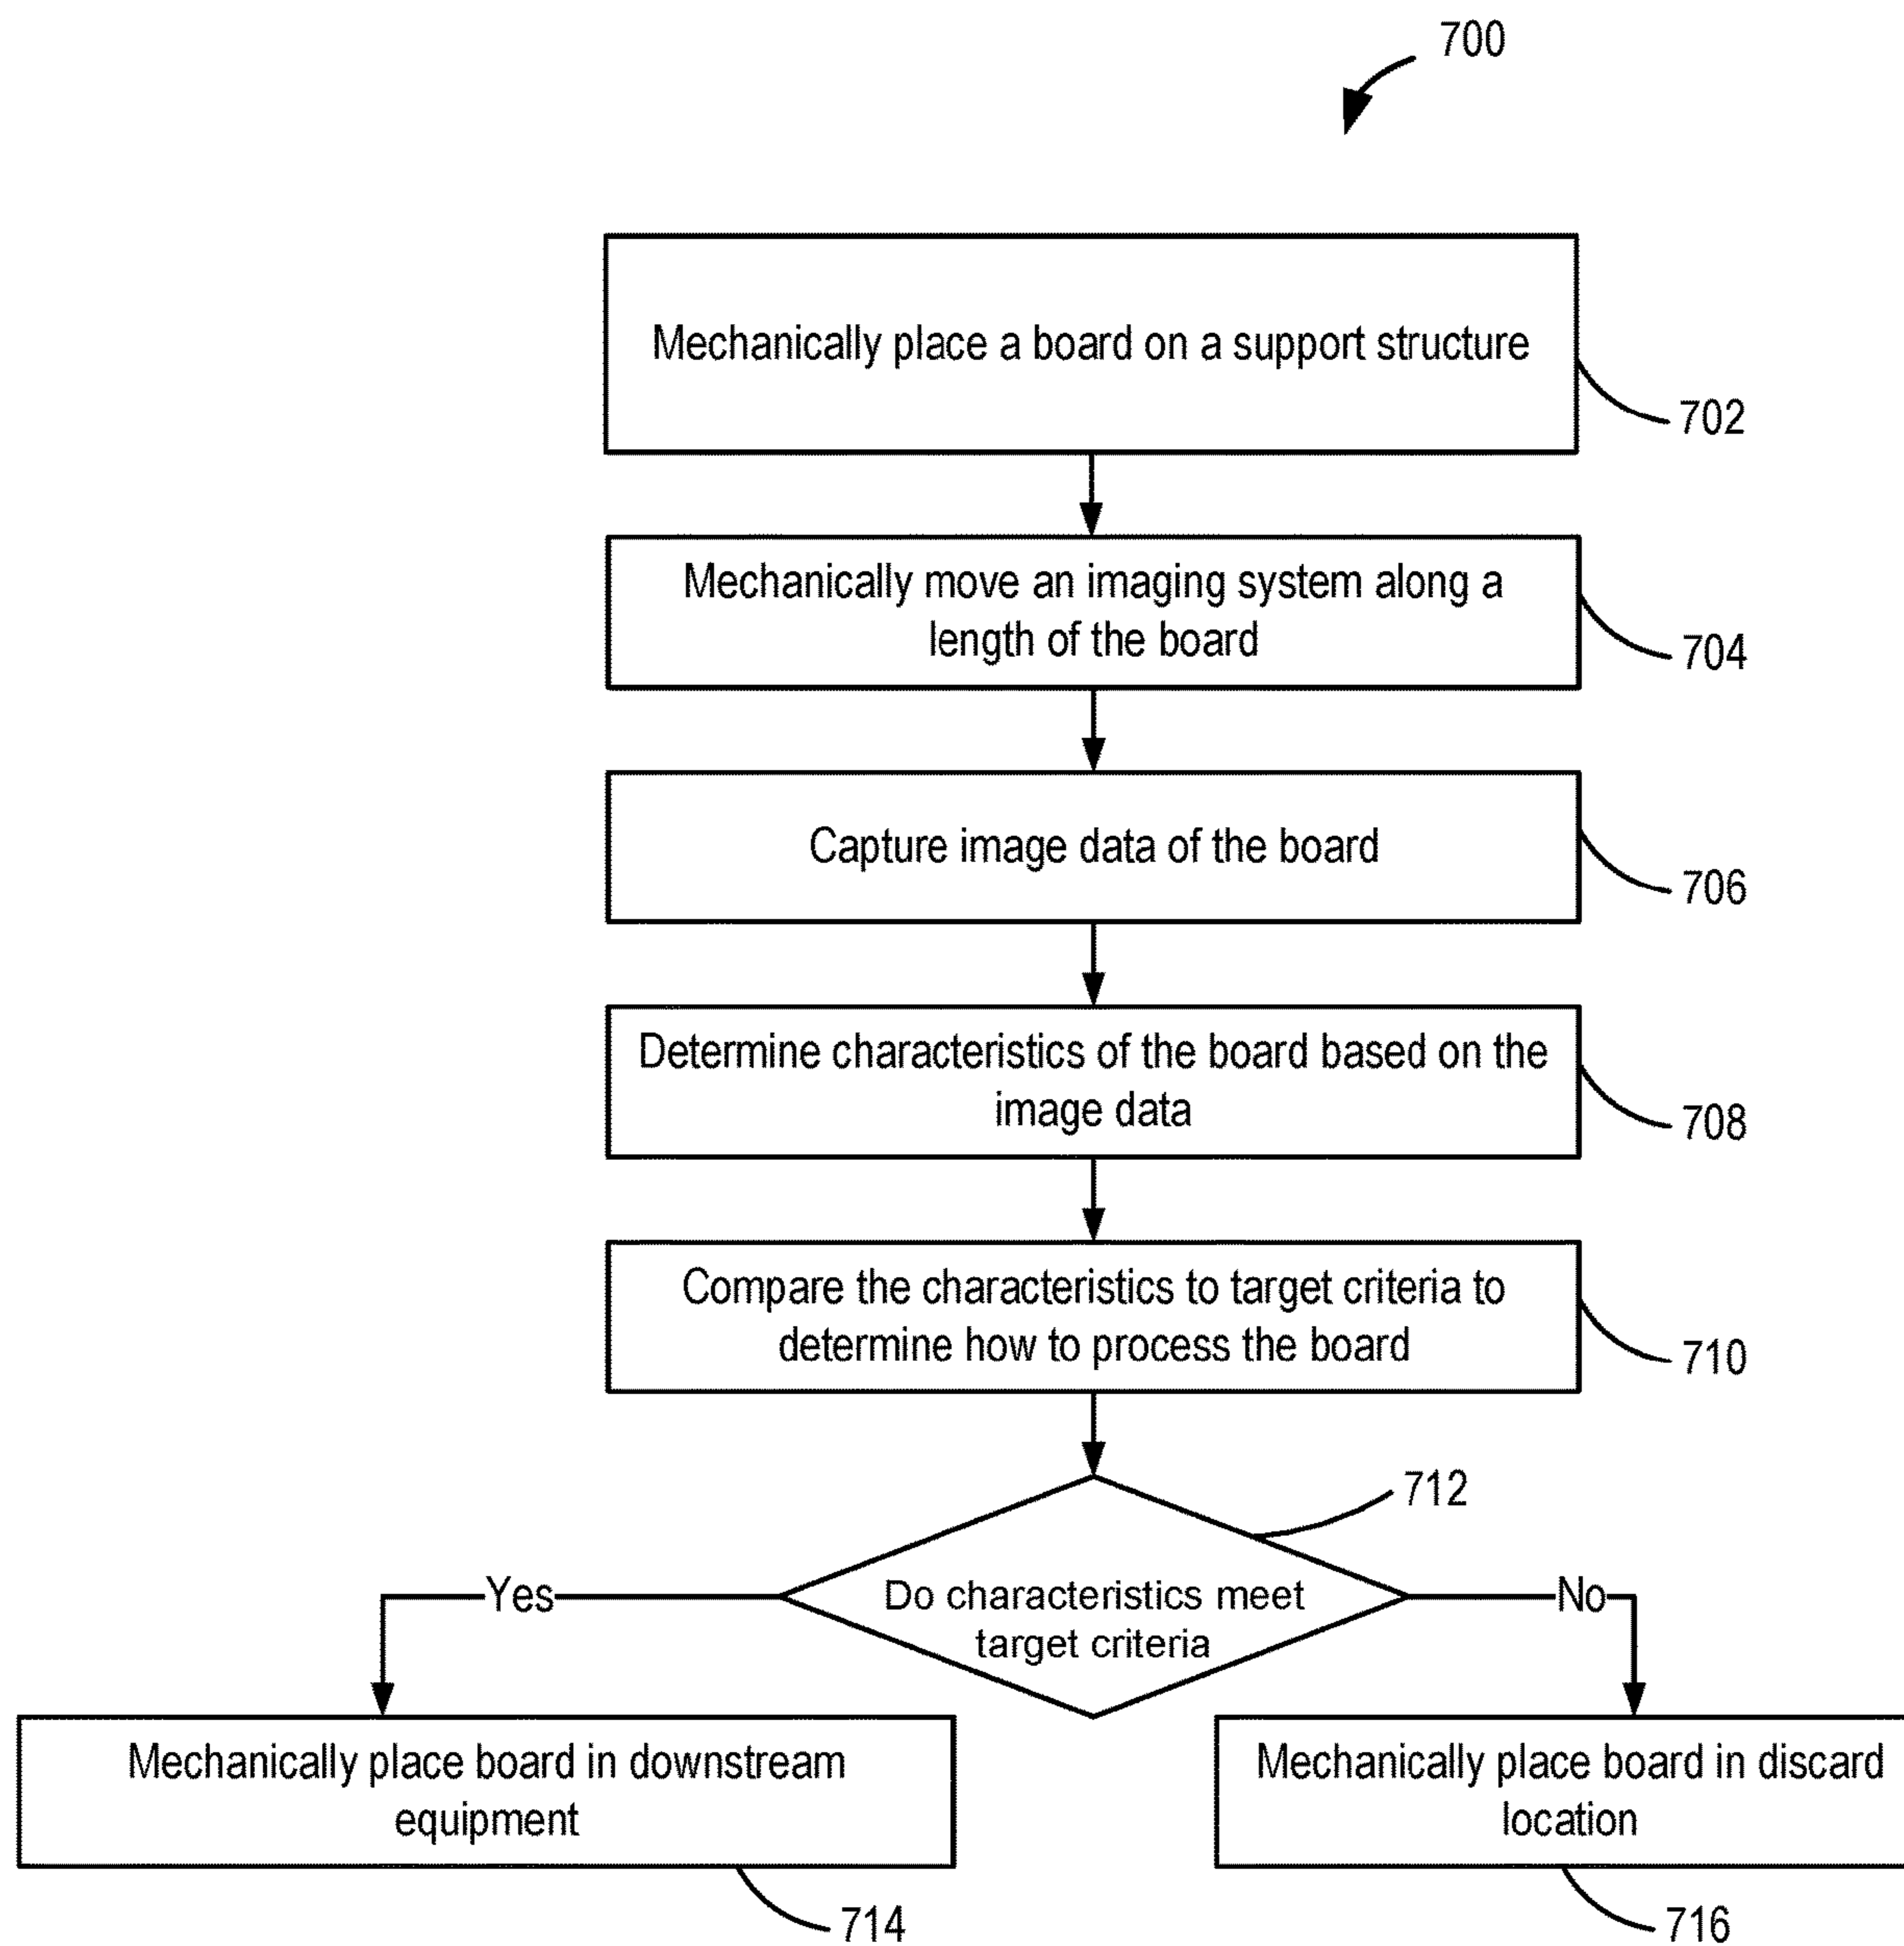 700
Mechanically place a board on a support structure
702
Mechanically move an imaging system along a
length of the board
704
Capture image data of the board
706
Determine characteristics of the board based on the
image data
708
Compare the characteristics to target criteria to
determine how to process the board
710
712
Do characteristics meet
target criteria
Yes
No
Mechanically place board in downstream
equipment
714
Mechanically place board in discard
location
716